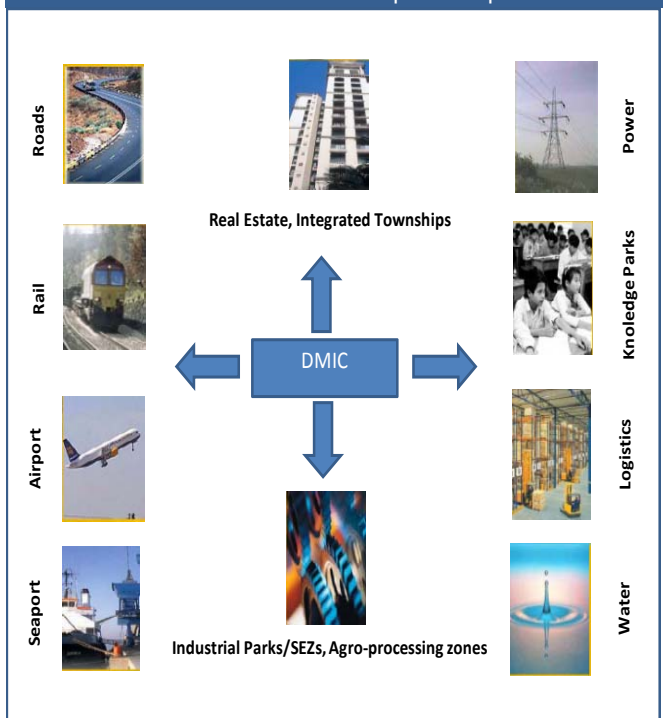 Roads
Power
Real Estate, Integrated Townships
Rail
Knoledge Parks
DMIC
Airport
Logistics
Seaport
Water
Industrial Parks/SEZs, Agro-processing zones